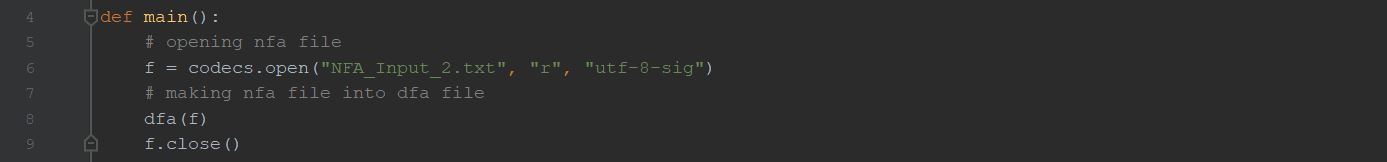 4 def main():
5     # opening nfa file
6     f = codecs.open("NFA_Input_2.txt", "r", "utf-8-sig")
7     # making nfa file into dfa file
8     dfa(f)
9     f.close()